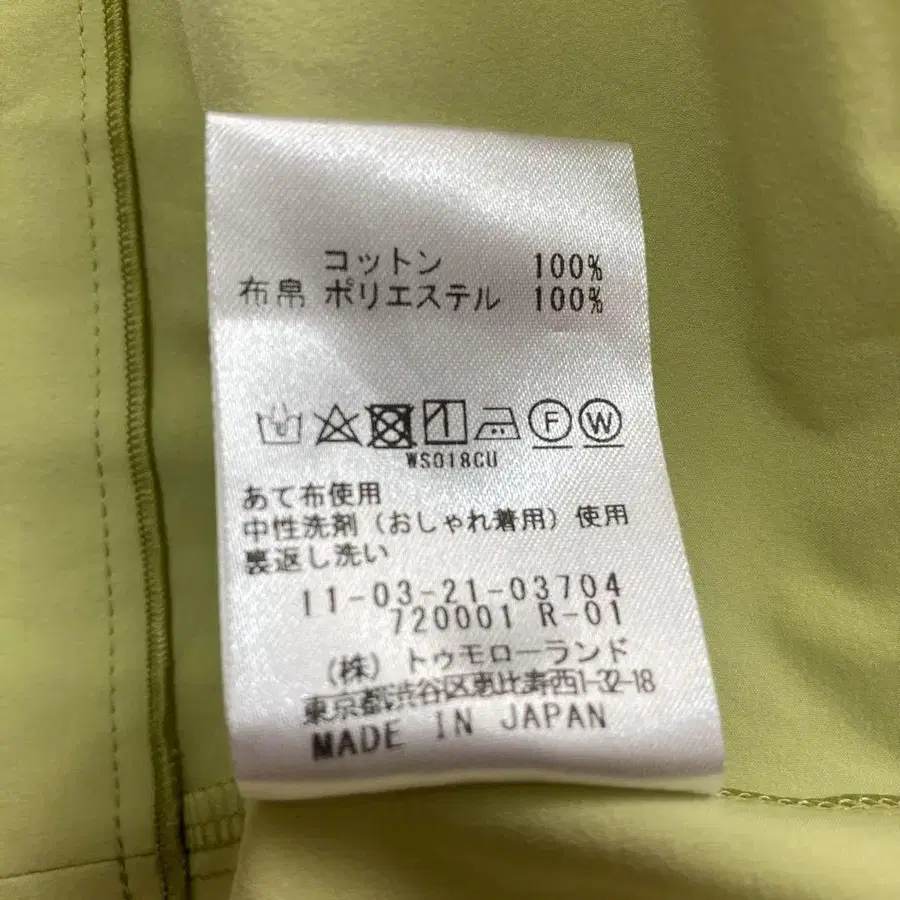 コットン 100%
布帛 ポリエステル 100%
F W
WS018CU
あて布使用
中性洗剤(おしゃれ着用)使用
裏返し洗い
11-03-21-03704
720001 R-01
(株)トゥモローランド
東京都渋谷区恵比寿西1-32-18
MADE IN JAPAN